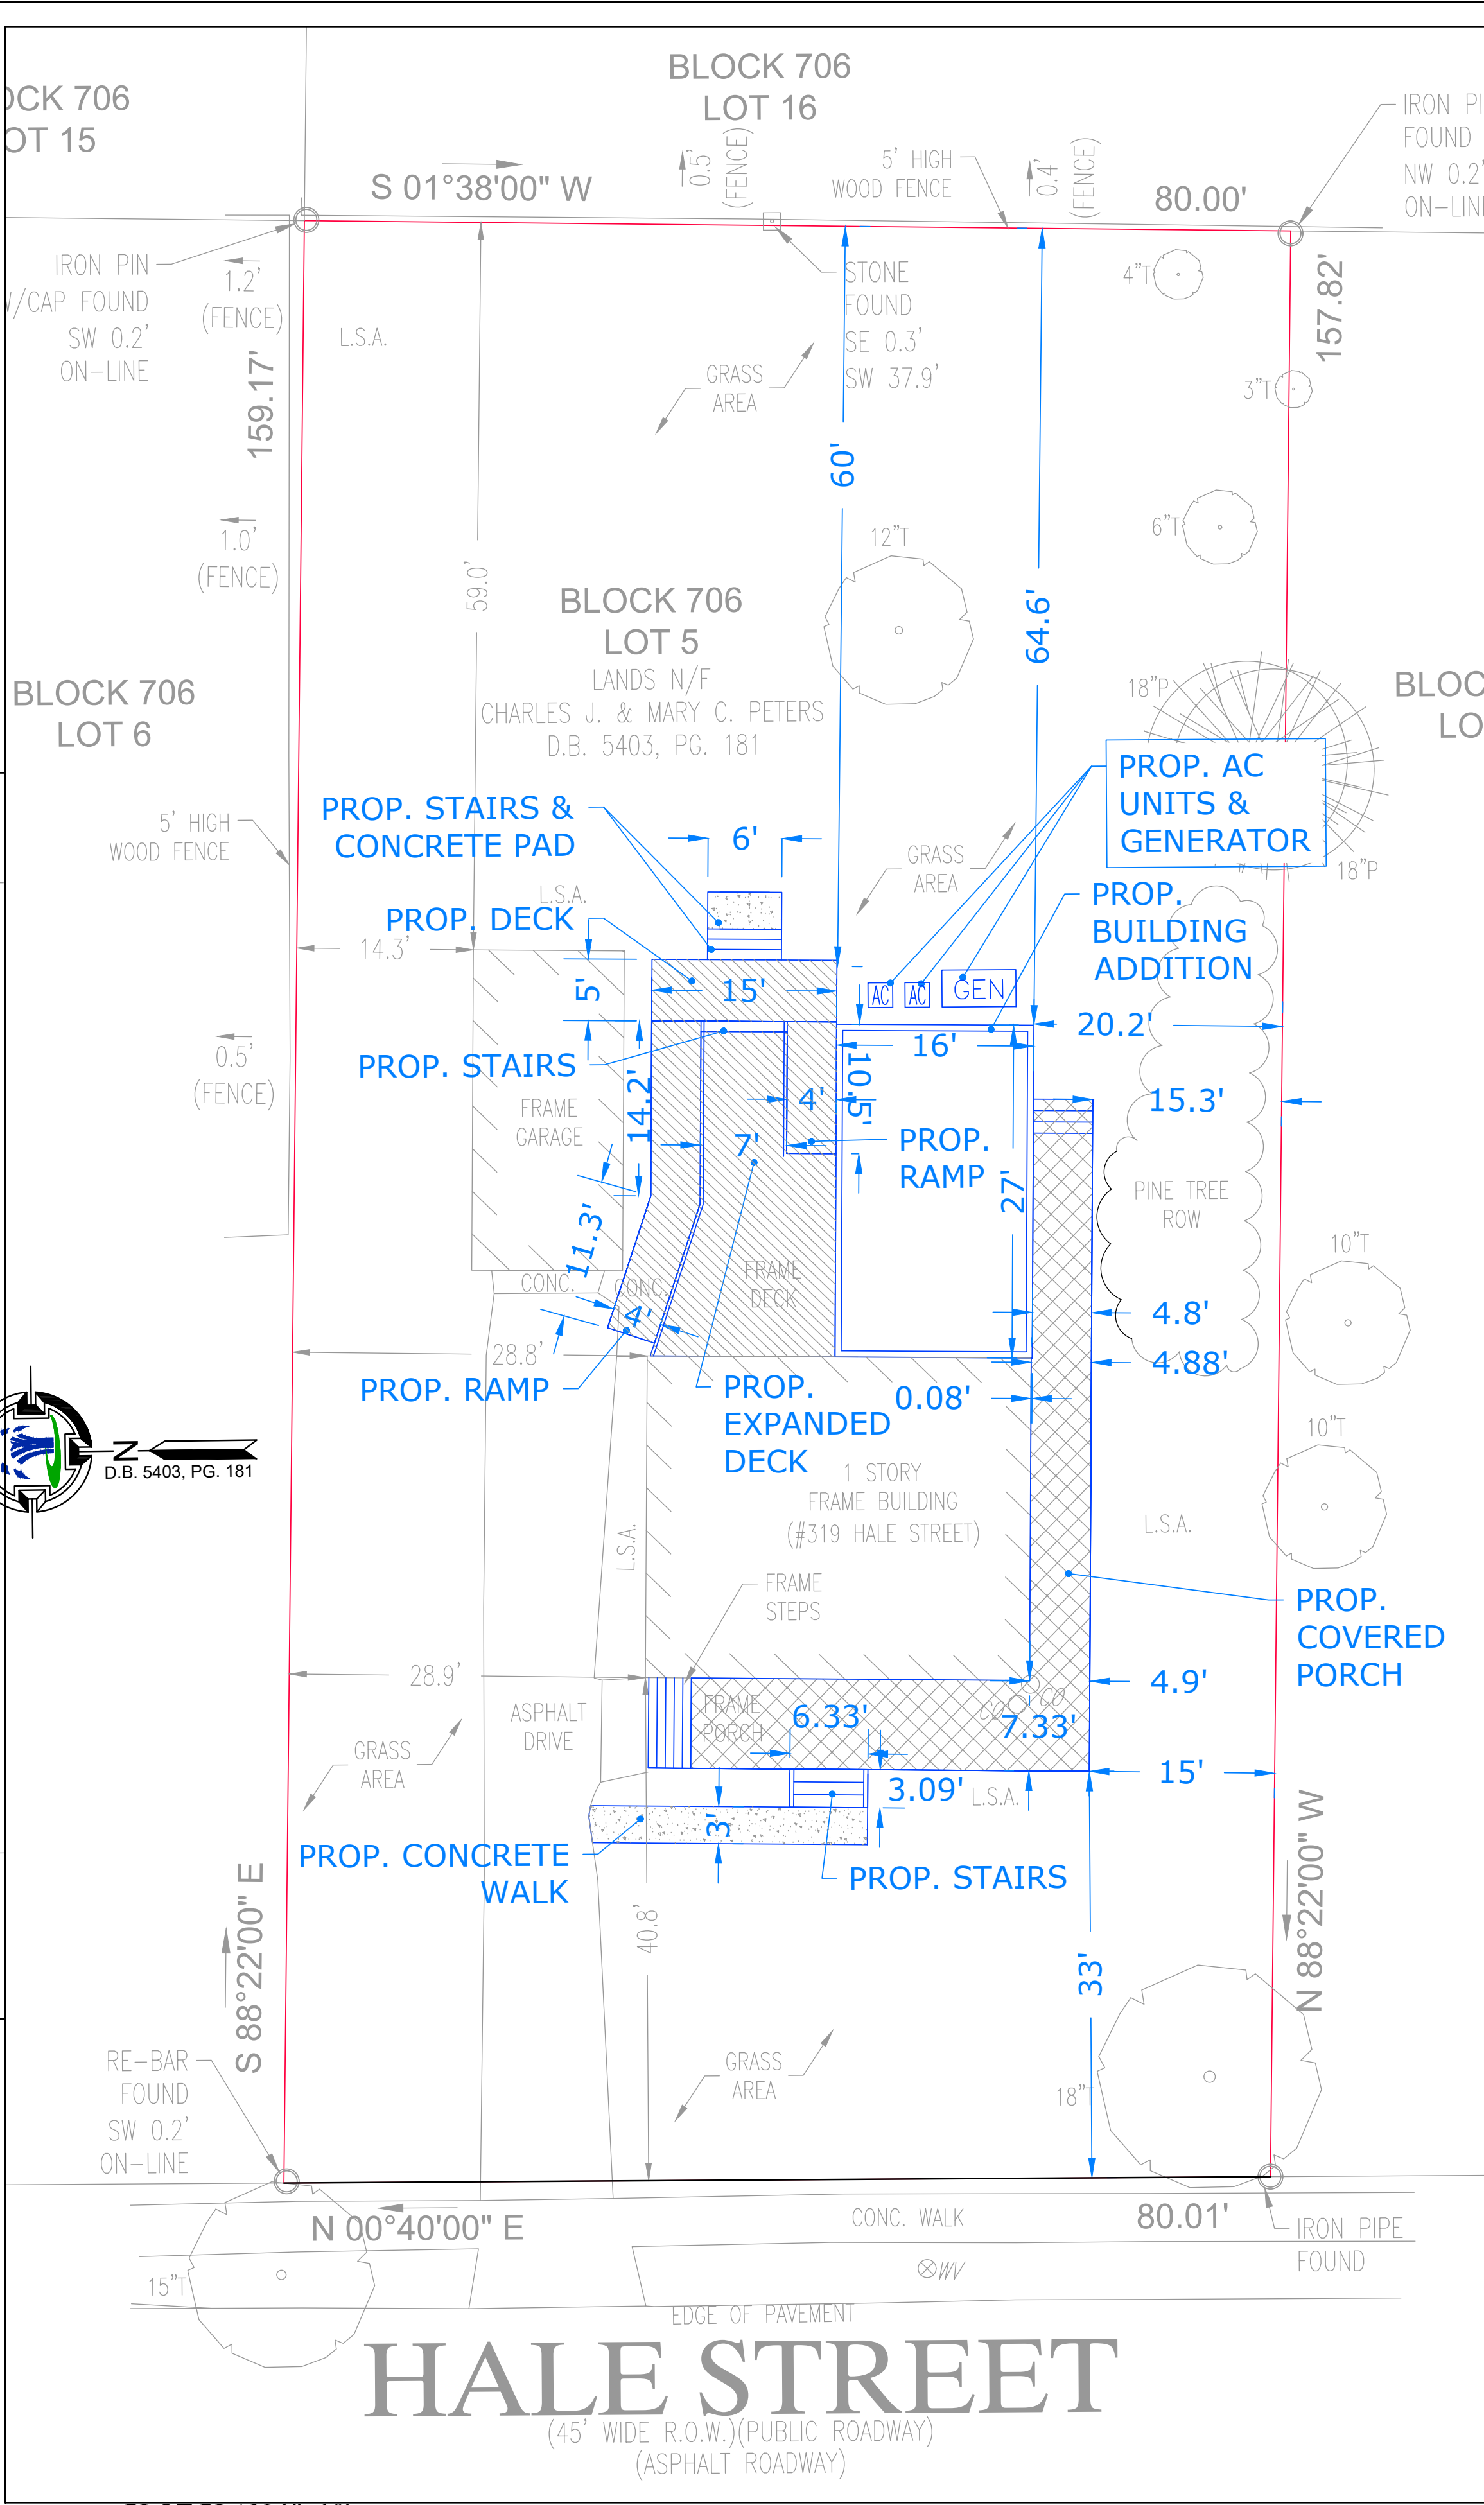 BLOCK 706
LOT 16
BLOCK 706
LOT 15
IRON
FOUND
NW 0.2'
ON-LINE
S 01°38'00" W
0.5'
(FENCE)
5' HIGH
WOOD FENCE
0.4'
(FENCE)
80.00'
IRON PIN
W/CAP FOUND
SW 0.2'
ON-LINE
1.2'
(FENCE)
L.S.A.
STONE
FOUND
SE 0.3'
SW 37.9'
4"T
157.82'
159.17'
GRASS
AREA
3"T
60'
1.0'
(FENCE)
59.0'
12"T
6"T
64.6'
BLOCK 706
LOT 5
LANDS N/F
CHARLES J. & MARY C. PETERS
D.B. 5403, PG. 181
BLOCK 706
LOT 6
18"P
BLOC
LO
PROP. AC
UNITS &
GENERATOR
18"P
PROP. STAIRS &
CONCRETE PAD
5' HIGH
WOOD FENCE
6'
GRASS
AREA
L.S.A.
PROP. DECK
14.3'
PROP.
BUILDING
ADDITION
5'
15'
AC
AC
GEN
20.2'
16'
0.5'
(FENCE)
PROP. STAIRS
14.2'
4'
10.5'
15.3'
FRAME
GARAGE
7'
PROP.
RAMP
27'
PINE TREE
ROW
11.3'
10"T
CONC.
CONC.
FRAME
DECK
4'
4.8'
28.8'
4.88'
PROP. RAMP
PROP.
EXPANDED
DECK
0.08'
N
D.B. 5403, PG. 181
10"T
1 STORY
FRAME BUILDING
(#319 HALE STREET)
L.S.A.
L.S.A.
FRAME
STEPS
PROP.
COVERED
PORCH
28.9'
4.9'
ASPHALT
DRIVE
FRAME
PORCH
6.33'
CO
CO
7.33'
GRASS
AREA
15'
3.09'
L.S.A.
3'
PROP. CONCRETE
WALK
PROP. STAIRS
S 88°22'00" E
N 88°22'00" W
40.8'
33'
GRASS
AREA
18"T
RE-BAR
FOUND
SW 0.2'
ON-LINE
N 00°40'00" E
CONC. WALK
80.01'
IRON PIPE
FOUND
WV
15"T
EDGE OF PAVEMENT
HALE STREET
(45' WIDE R.O.W.)(PUBLIC ROADWAY)
(ASPHALT ROADWAY)